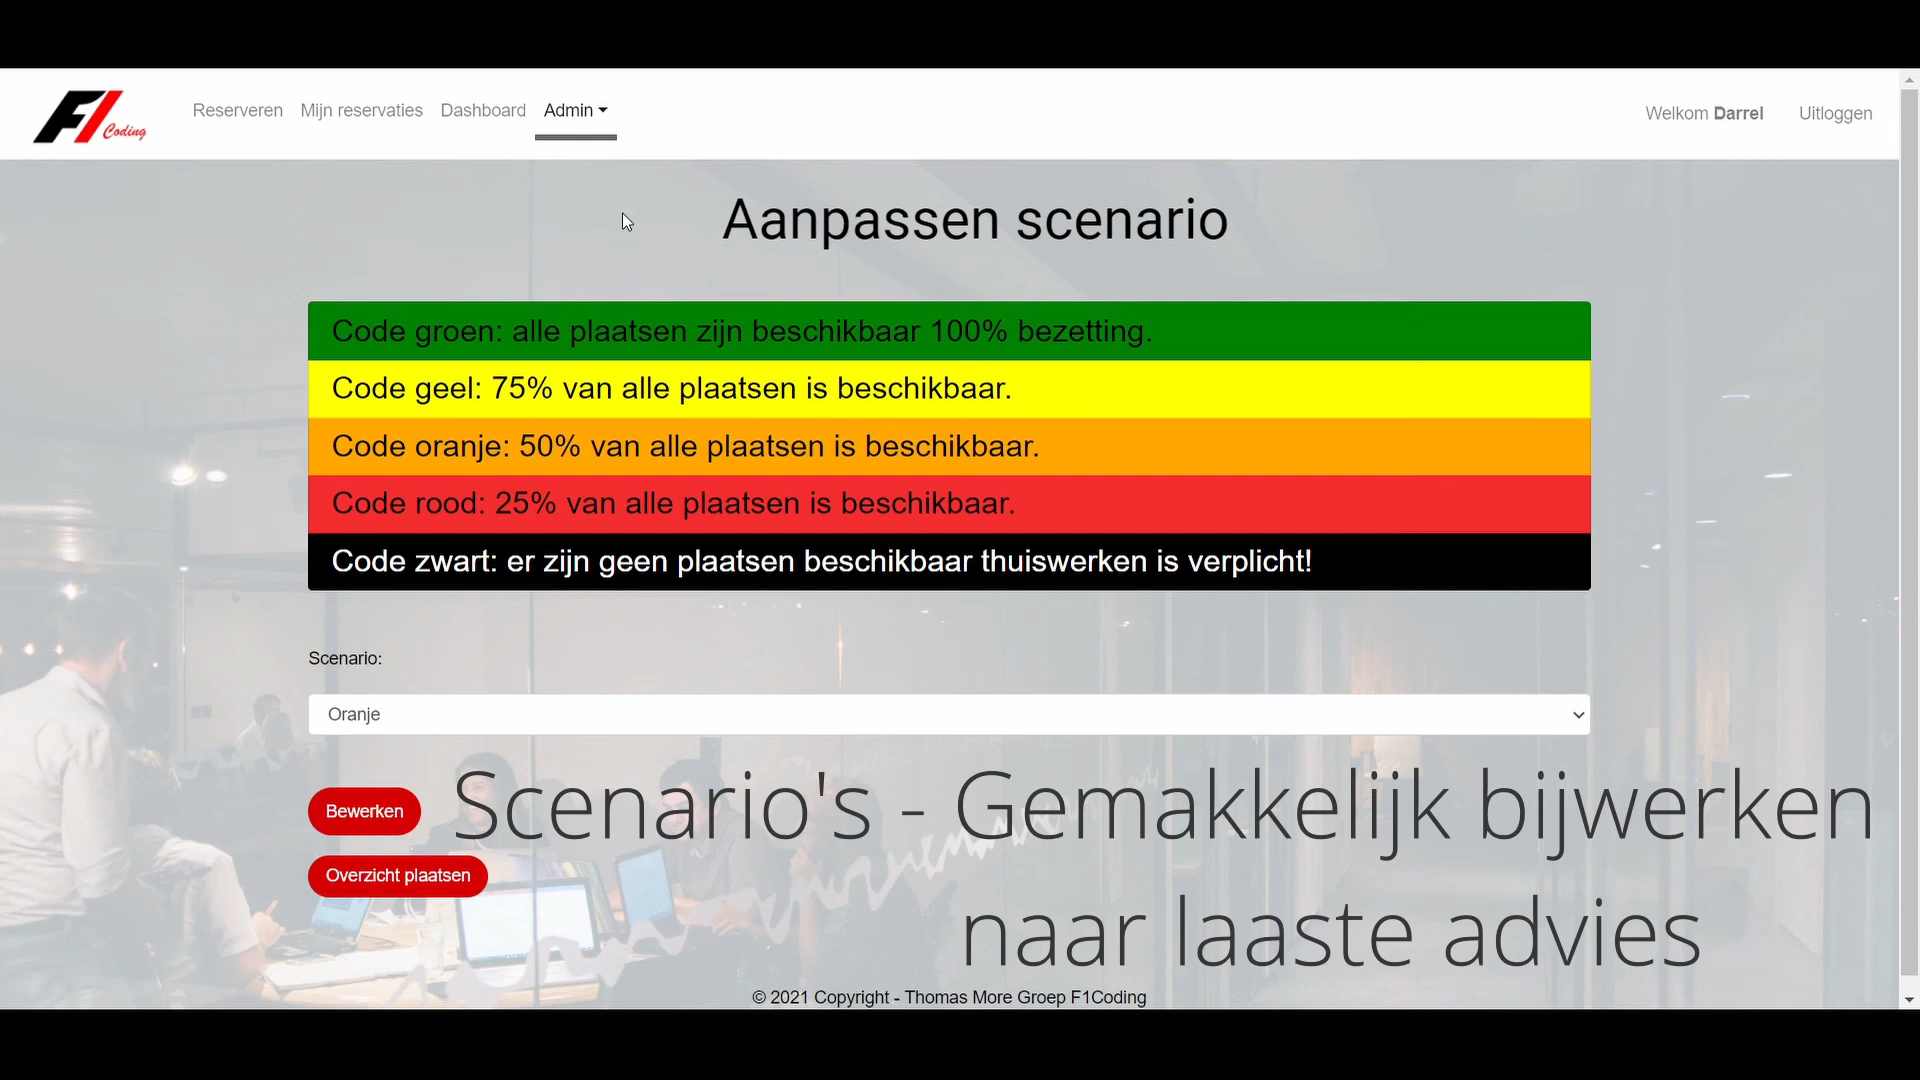 F1 Coding
Reserveren Mijn reservaties Dashboard Admin
Welkom Darrel Uitloggen
Aanpassen scenario
Code groen: alle plaatsen zijn beschikbaar 100% bezetting.
Code geel: 75% van alle plaatsen is beschikbaar.
Code oranje: 50% van alle plaatsen is beschikbaar.
Code rood: 25% van alle plaatsen is beschikbaar.
Code zwart: er zijn geen plaatsen beschikbaar thuiswerken is verplicht!
Scenario:
Oranje
Bewerken
Overzicht plaatsen
Scenario's - Gemakkelijk bijwerken
naar laaste advies
© 2021 Copyright - Thomas More Groep F1Coding